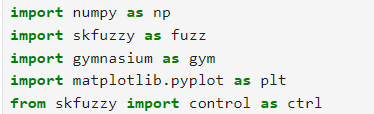 import numpy as np
import skfuzzy as fuzz
import gymnasium as gym
import matplotlib.pyplot as plt
from skfuzzy import control as ctrl